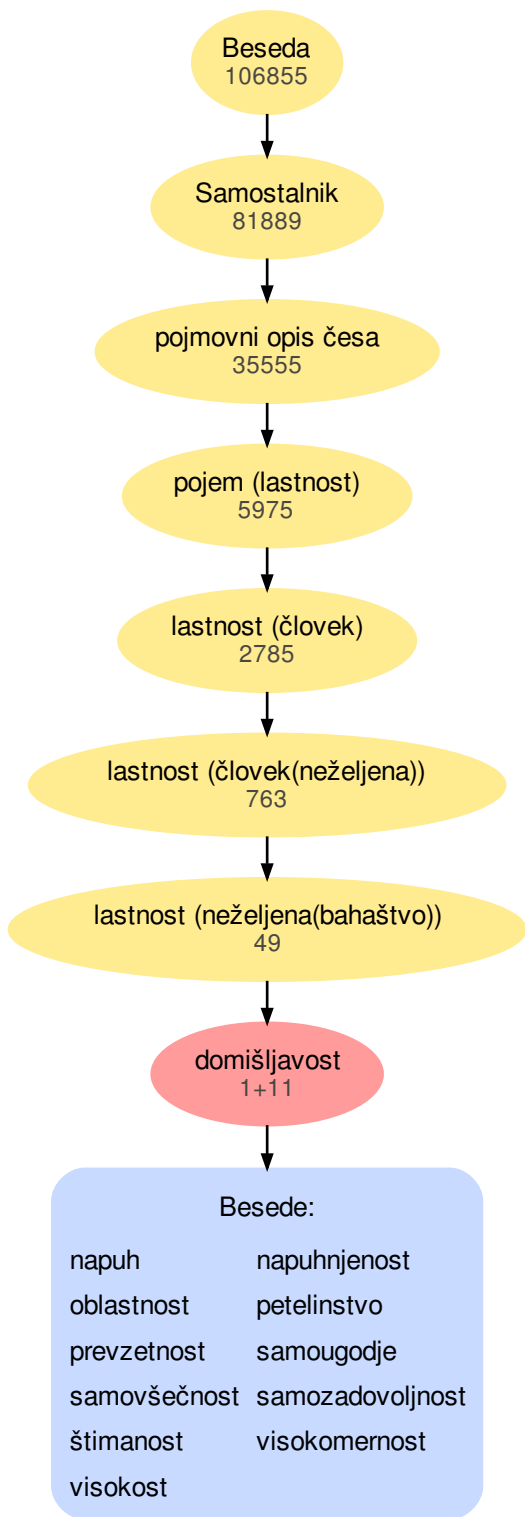 Beseda
106855
Samostalnik
81889
pojmovni opis česa
35555
pojem (lastnost)
5975
lastnost (človek)
2785
lastnost (človek(neželjena))
763
lastnost (neželjena(bahaštvo))
49
domišljavost
1+11
Besede:
napuh napuhnjenost
oblastnost petelinstvo
prevzetnost samougodje
samovšečnost samozadovoljnost
štimanost visokomernost
visokost